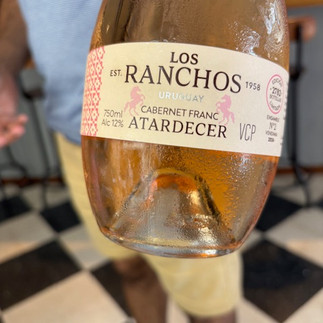 LOS
EST. RANCHOS 1958
URUGUAY
CABERNET FRANC
750ml
Alc 12%
ATARDECER
VCP